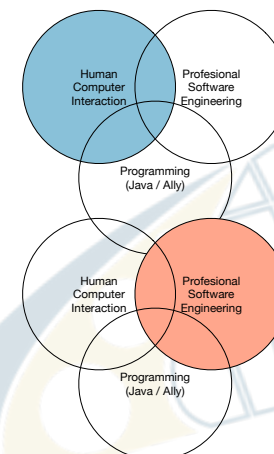 Human
Computer
Interaction
Profesional
Software
Engineering
Programming
(Java / Ally)
Human
Computer
Interaction
Profesional
Software
Engineering
Programming
(Java / Ally)